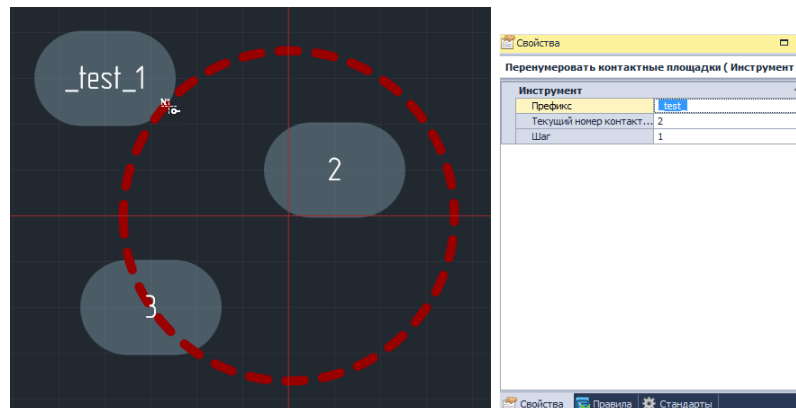 _test_1
2
3
Свойства
Перенумеровать контактные площадки ( Инструмент
Инструмент
Префикс _test_
Текущий номер контакт... 2
Шаг 1
Свойства Правила Стандарты